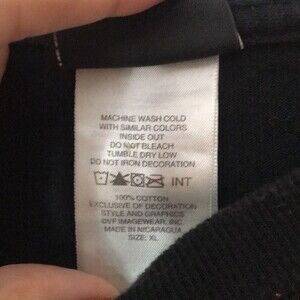 MACHINE WASH COLD
WITH SIMILAR COLORS
INSIDE OUT
DO NOT BLEACH
TUMBLE DRY LOW
DO NOT IRON DECORATION
INT
100% COTTON
EXCLUSIVE OF DECORATION
STYLE AND GRAPHICS
©VF IMAGEWEAR, INC.
MADE IN NICARAGUA
SIZE: XL